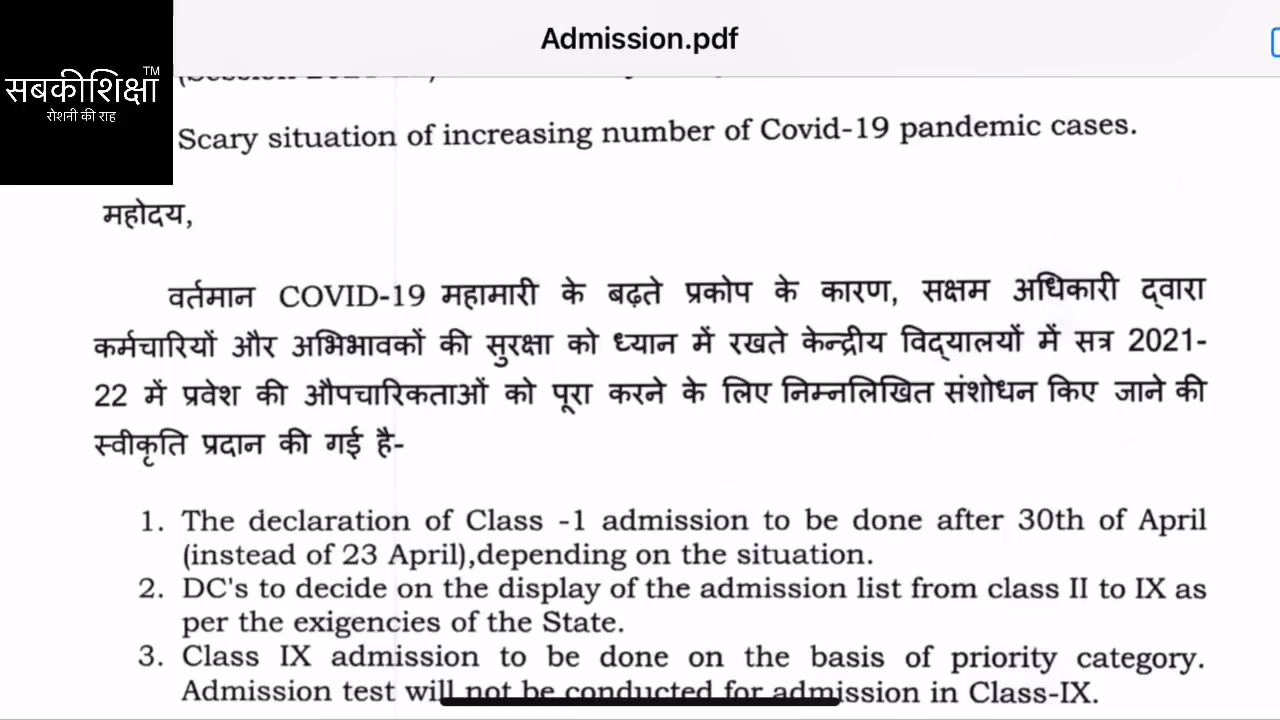 Admission.pdf
सबकीशिक्षा™
रोशनी की राह
Scary situation of increasing number of Covid-19 pandemic cases.
महोदय,
वर्तमान COVID-19 महामारी के बढ़ते प्रकोप के कारण, सक्षम अधिकारी द्वारा
कर्मचारियों और अभिभावकों की सुरक्षा को ध्यान में रखते केन्द्रीय विद्यालयों में सत्र 2021-
22 में प्रवेश की औपचारिकताओं को पूरा करने के लिए निम्नलिखित संशोधन किए जाने की
स्वीकृति प्रदान की गई है-
1. The declaration of Class -1 admission to be done after 30th of April
(instead of 23 April),depending on the situation.
2. DC's to decide on the display of the admission list from class II to IX as
per the exigencies of the State.
3. Class IX admission to be done on the basis of priority category.
Admission test will not be conducted for admission in Class-IX.